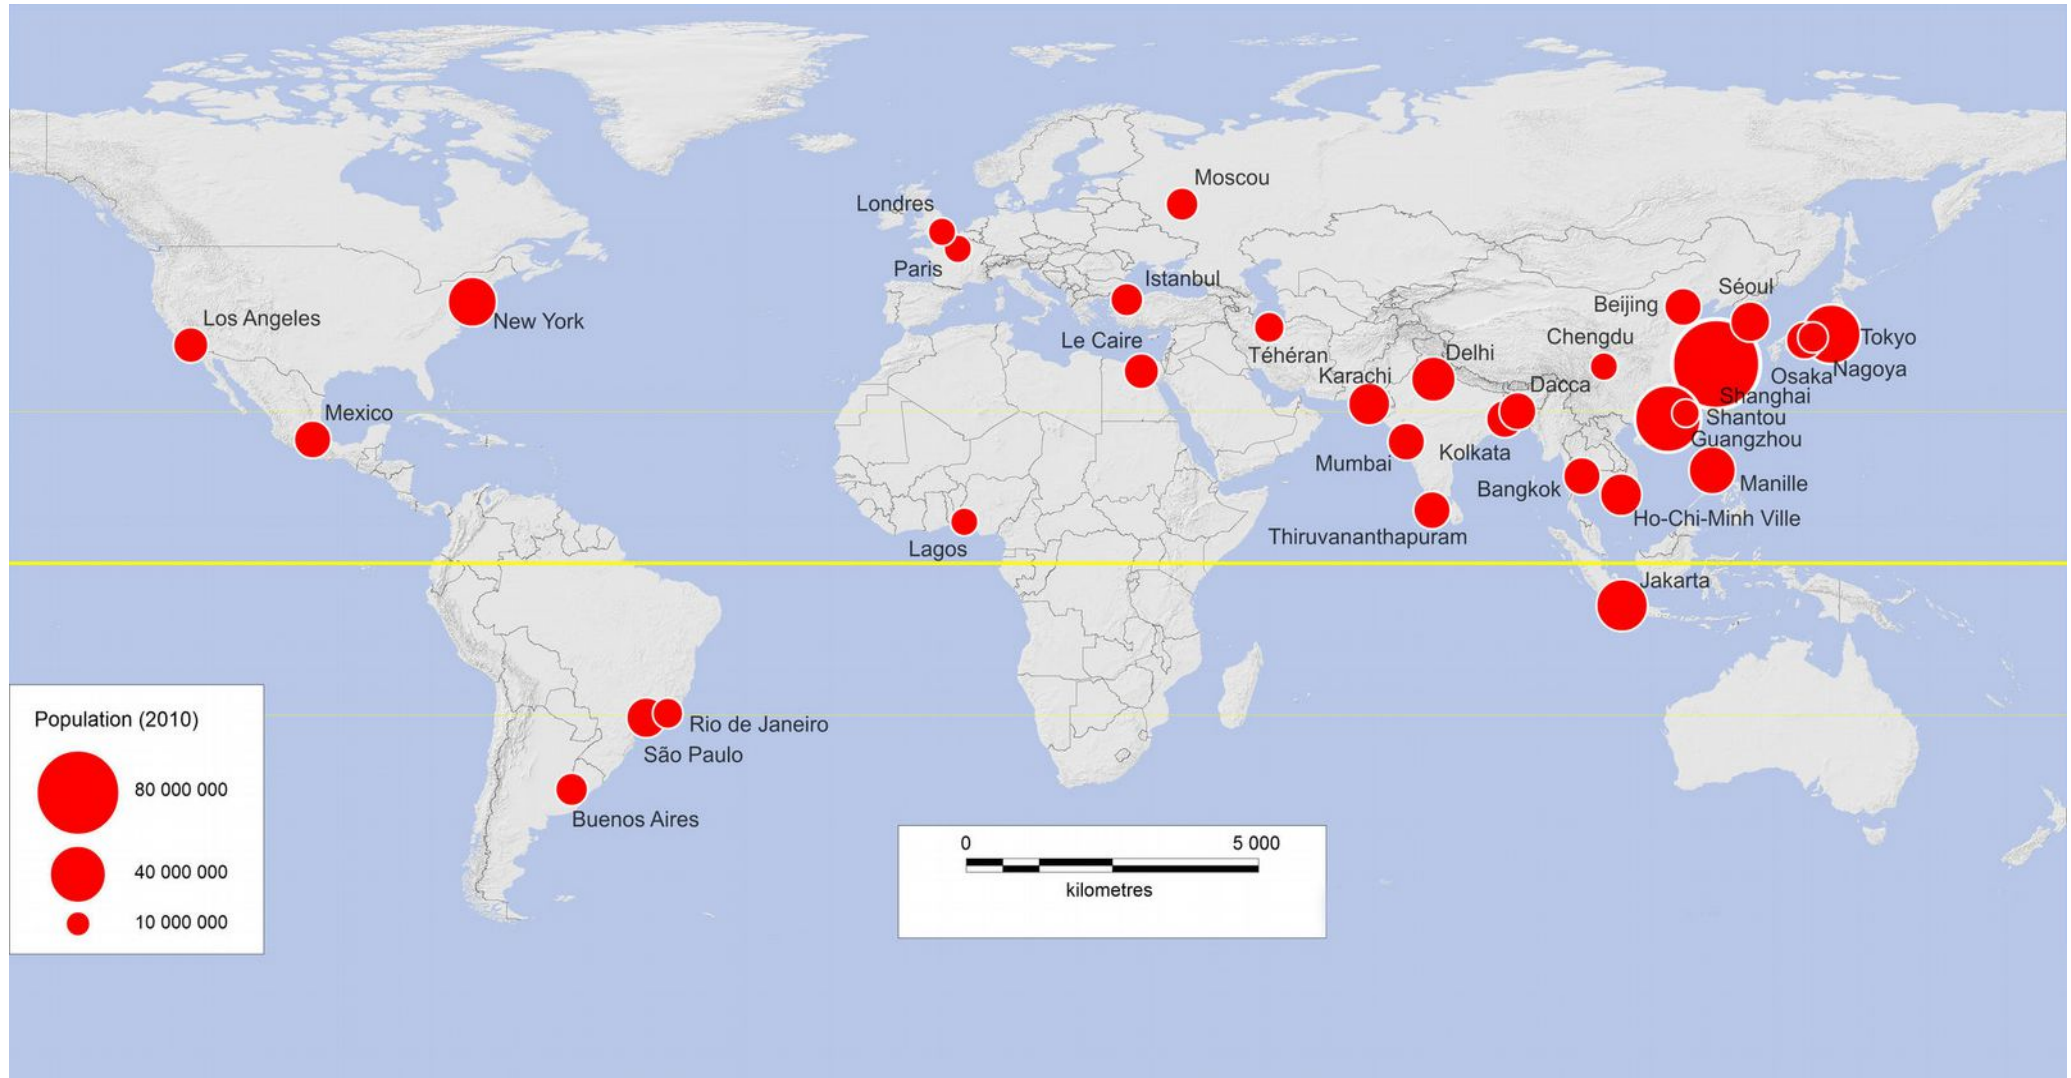 Moscou
Londres
Paris
Istanbul
Los Angeles
New York
Le Caire
Téhéran
Beijing
Séoul
Chengdu
Tokyo
Delhi
Karachi
Dacca
Osaka
Nagoya
Shanghai
Shantou
Guangzhou
Mexico
Mumbai
Kolkata
Bangkok
Manille
Ho-Chi-Minh Ville
Thiruvananthapuram
Lagos
Jakarta
Rio de Janeiro
São Paulo
Buenos Aires
Population (2010)
80 000 000
40 000 000
10 000 000
0 5 000
kilometres